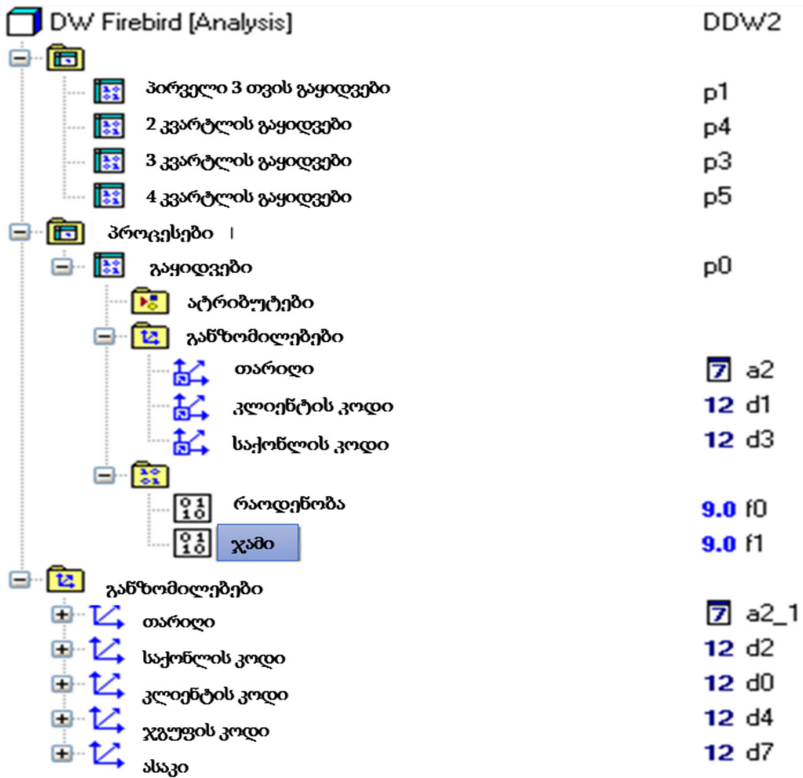 DW Firebird [Analysis] DDW2
პირველი 3 თვის გაყიდვები p1
2 კვარტლის გაყიდვები p4
3 კვარტლის გაყიდვები p3
4 კვარტლის გაყიდვები p5
პროცესები
გაყიდვები p0
ატრიბუტები
განზომილებები
თარიღი 7 a2
კლიენტის კოდი 12 d1
საქონლის კოდი 12 d3
რაოდენობა 9.0 f0
ჯამი 9.0 f1
განზომილებები
თარიღი 7 a2_1
საქონლის კოდი 12 d2
კლიენტის კოდი 12 d0
ჯგუფის კოდი 12 d4
ასაკი 12 d7